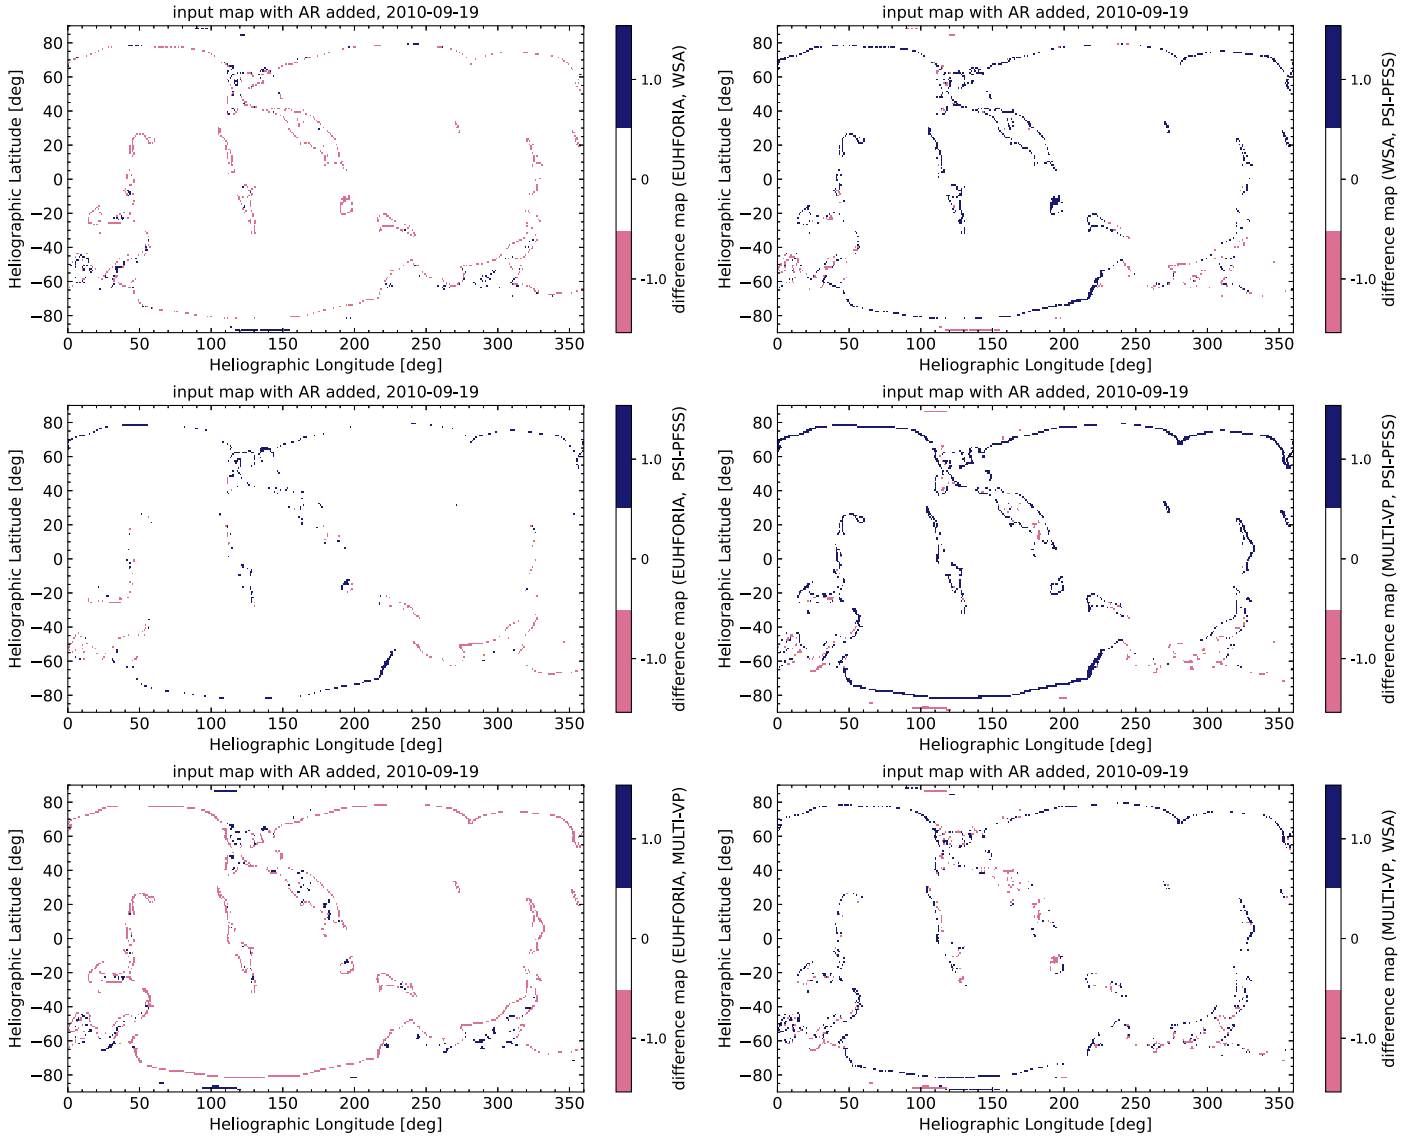 input map with AR added, 2010-09-19
80
60
40
20
0
−20
−40
−60
−80
Heliographic Latitude [deg]
0 50 100 150 200 250 300 350
Heliographic Longitude [deg]
1.0
0
-1.0
difference map (EUHFORIA, WSA)
input map with AR added, 2010-09-19
80
60
40
20
0
−20
−40
−60
−80
Heliographic Latitude [deg]
0 50 100 150 200 250 300 350
Heliographic Longitude [deg]
1.0
0
-1.0
difference map (WSA, PSI-PFSS)
input map with AR added, 2010-09-19
80
60
40
20
0
−20
−40
−60
−80
Heliographic Latitude [deg]
0 50 100 150 200 250 300 350
Heliographic Longitude [deg]
1.0
0
-1.0
difference map (EUHFORIA, PSI-PFSS)
input map with AR added, 2010-09-19
80
60
40
20
0
−20
−40
−60
−80
Heliographic Latitude [deg]
0 50 100 150 200 250 300 350
Heliographic Longitude [deg]
1.0
0
-1.0
difference map (MULTI-VP, PSI-PFSS)
input map with AR added, 2010-09-19
80
60
40
20
0
−20
−40
−60
−80
Heliographic Latitude [deg]
0 50 100 150 200 250 300 350
Heliographic Longitude [deg]
1.0
0
-1.0
difference map (EUHFORIA, MULTI-VP)
input map with AR added, 2010-09-19
80
60
40
20
0
−20
−40
−60
−80
Heliographic Latitude [deg]
0 50 100 150 200 250 300 350
Heliographic Longitude [deg]
1.0
0
-1.0
difference map (MULTI-VP, WSA)